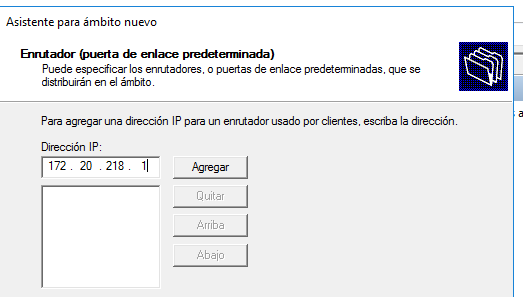 Asistente para ámbito nuevo
Enrutador (puerta de enlace predeterminada)
Puede especificar los enrutadores, o puertas de enlace predeterminadas, que se
distribuirán en el ámbito.
Para agregar una dirección IP para un enrutador usado por clientes, escriba la dirección.
Dirección IP:
172 . 20 . 218 . 1
Agregar
Quitar
Arriba
Abajo